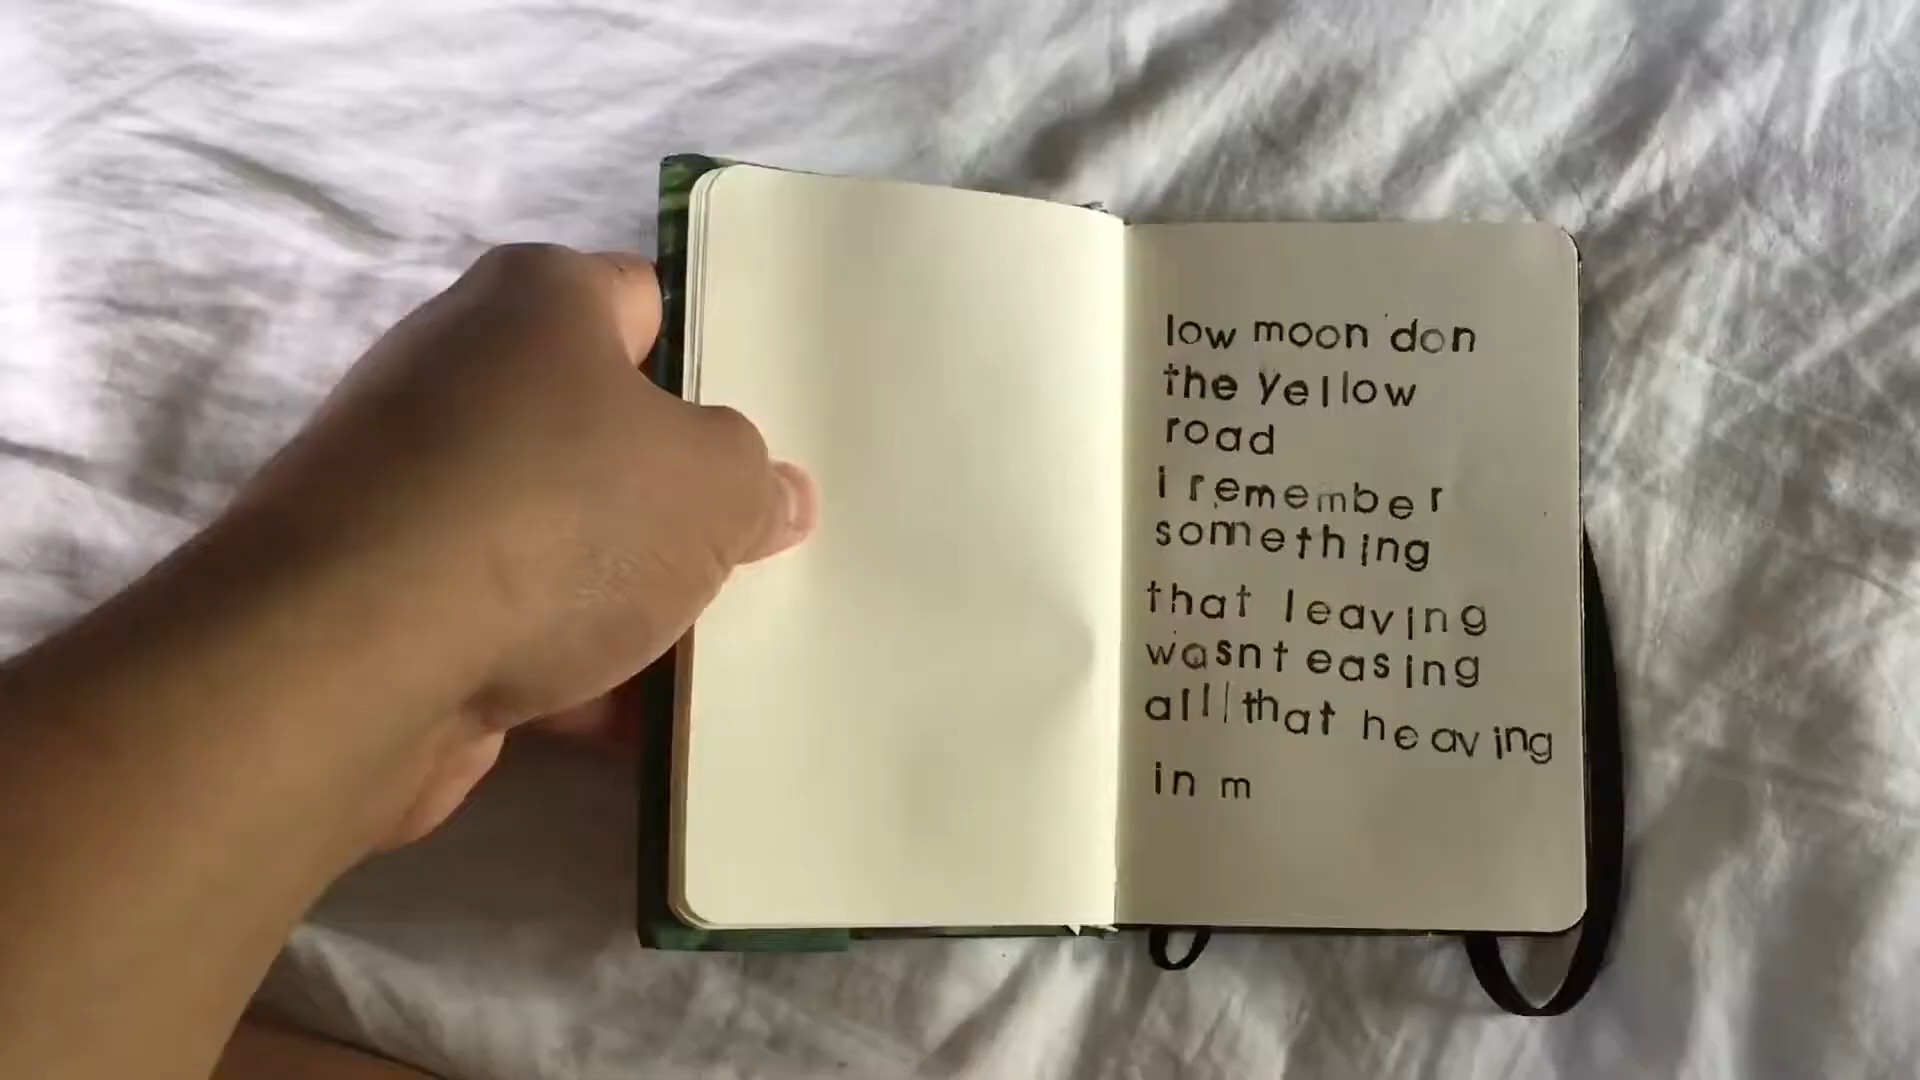 low moon don
the yellow
road
i remember
something
that leaving
wasnt easing
all that heaving
in m